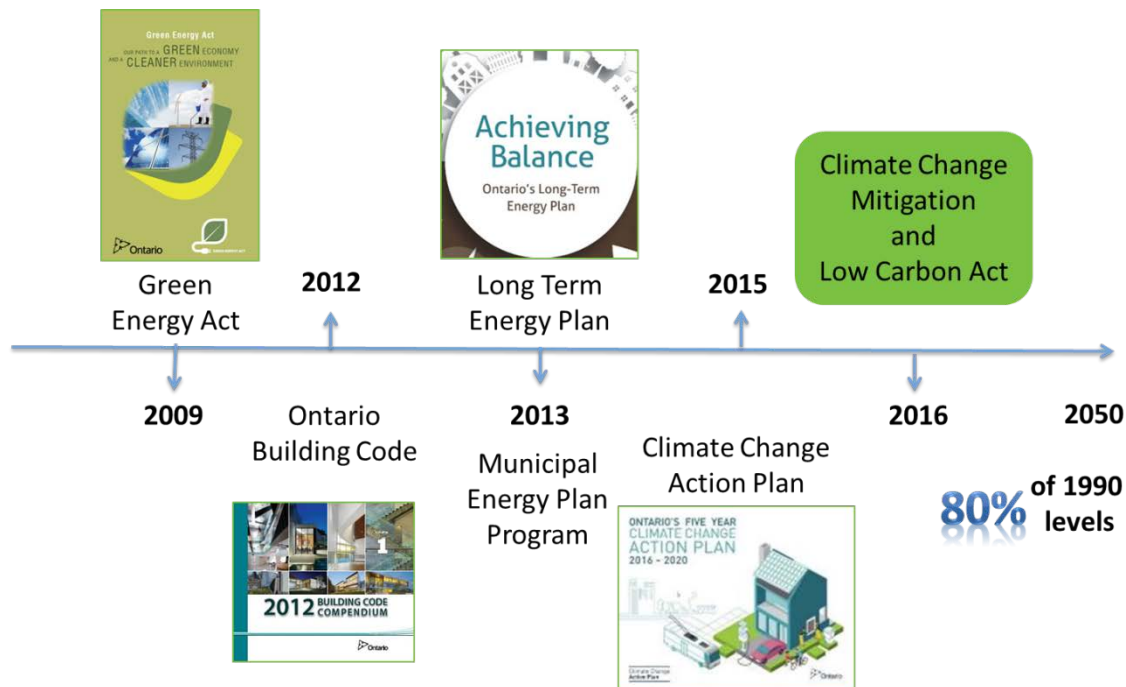 Green Energy Act
OUR PATH TO A GREEN ECONOMY
AND A CLEANER ENVIRONMENT
Ontario
GREEN ENERGY ACT
Green
Energy Act
2009
2012
Ontario
Building Code
1
2012 BUILDING CODE
COMPENDIUM
Ontario
Achieving
Balance
Ontario's Long-Term
Energy Plan
Long Term
Energy Plan
2013
Municipal
Energy Plan
Program
2015
Climate Change
Action Plan
ONTARIO'S FIVE YEAR
CLIMATE CHANGE
ACTION PLAN
2016 - 2020
Climate Change
Action Plan
Ontario
Climate Change
Mitigation
and
Low Carbon Act
2016
2050
80% of 1990
levels